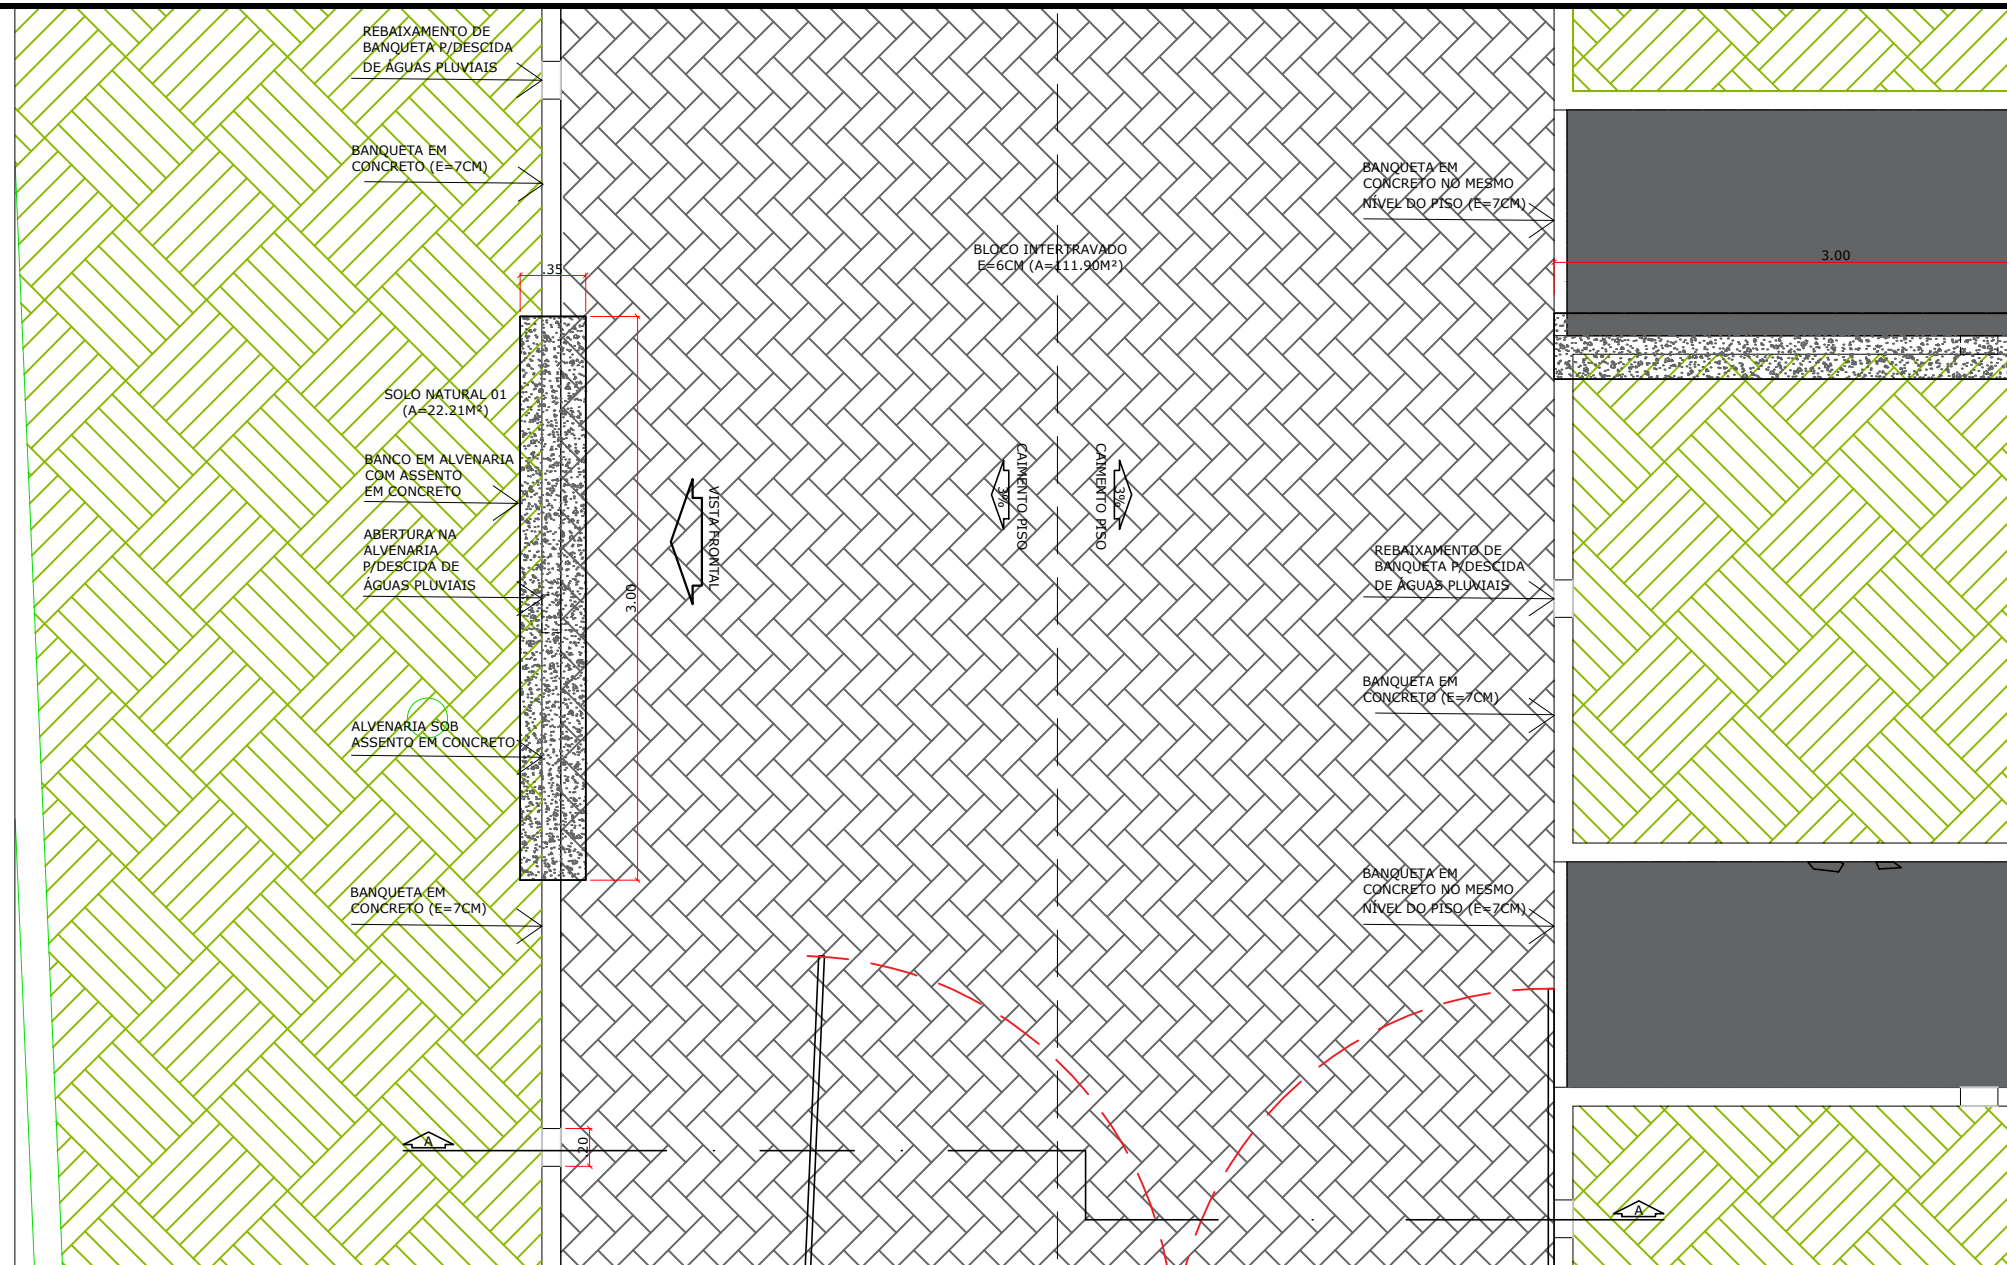 REBAIXAMENTO DE
BANQUETA P/DESCIDA
DE ÁGUAS PLUVIAIS
BANQUETA EM
CONCRETO (E=7CM)
.35
SOLO NATURAL 01
(A=22.21M²)
BANCO EM ALVENARIA
COM ASSENTO
EM CONCRETO
ABERTURA NA
ALVENARIA
P/DESCIDA DE
ÁGUAS PLUVIAIS
ALVENARIA SOB
ASSENTO EM CONCRETO
BANQUETA EM
CONCRETO (E=7CM)
A
.20
3.00
VISTA FRONTAL
BLOCO INTERTRAVADO
E=6CM (A=111.90M²)
3%
CAIMENTO PISO
CAIMENTO PISO
3%
BANQUETA EM
CONCRETO NO MESMO
NÍVEL DO PISO (E=7CM)
3.00
REBAIXAMENTO DE
BANQUETA P/DESCIDA
DE ÁGUAS PLUVIAIS
BANQUETA EM
CONCRETO (E=7CM)
BANQUETA EM
CONCRETO NO MESMO
NÍVEL DO PISO (E=7CM)
A